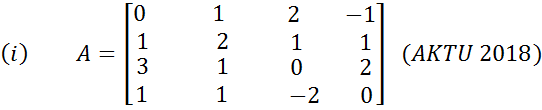 (i) A = [0 1 2 −1
1 2 1 1
3 1 0 2
1 1 −2 0] (AKTU 2018)